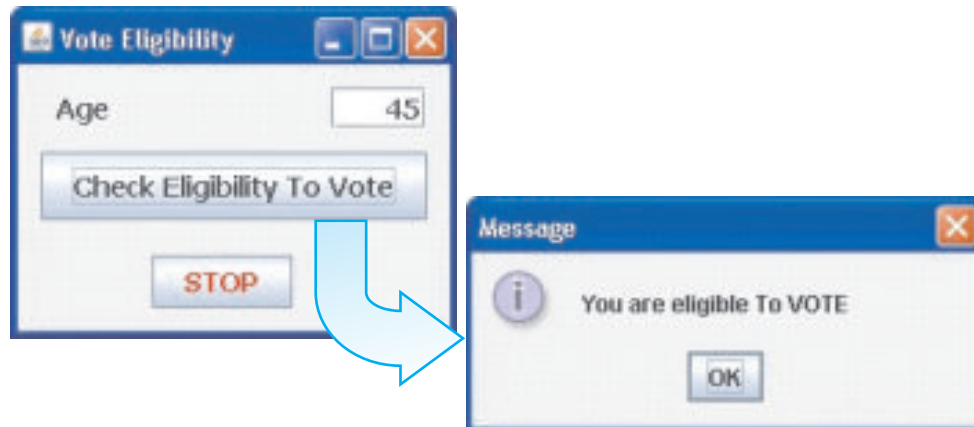 Vote Eligibility
Age 45
Check Eligibility To Vote
STOP
Message
i You are eligible To VOTE
OK